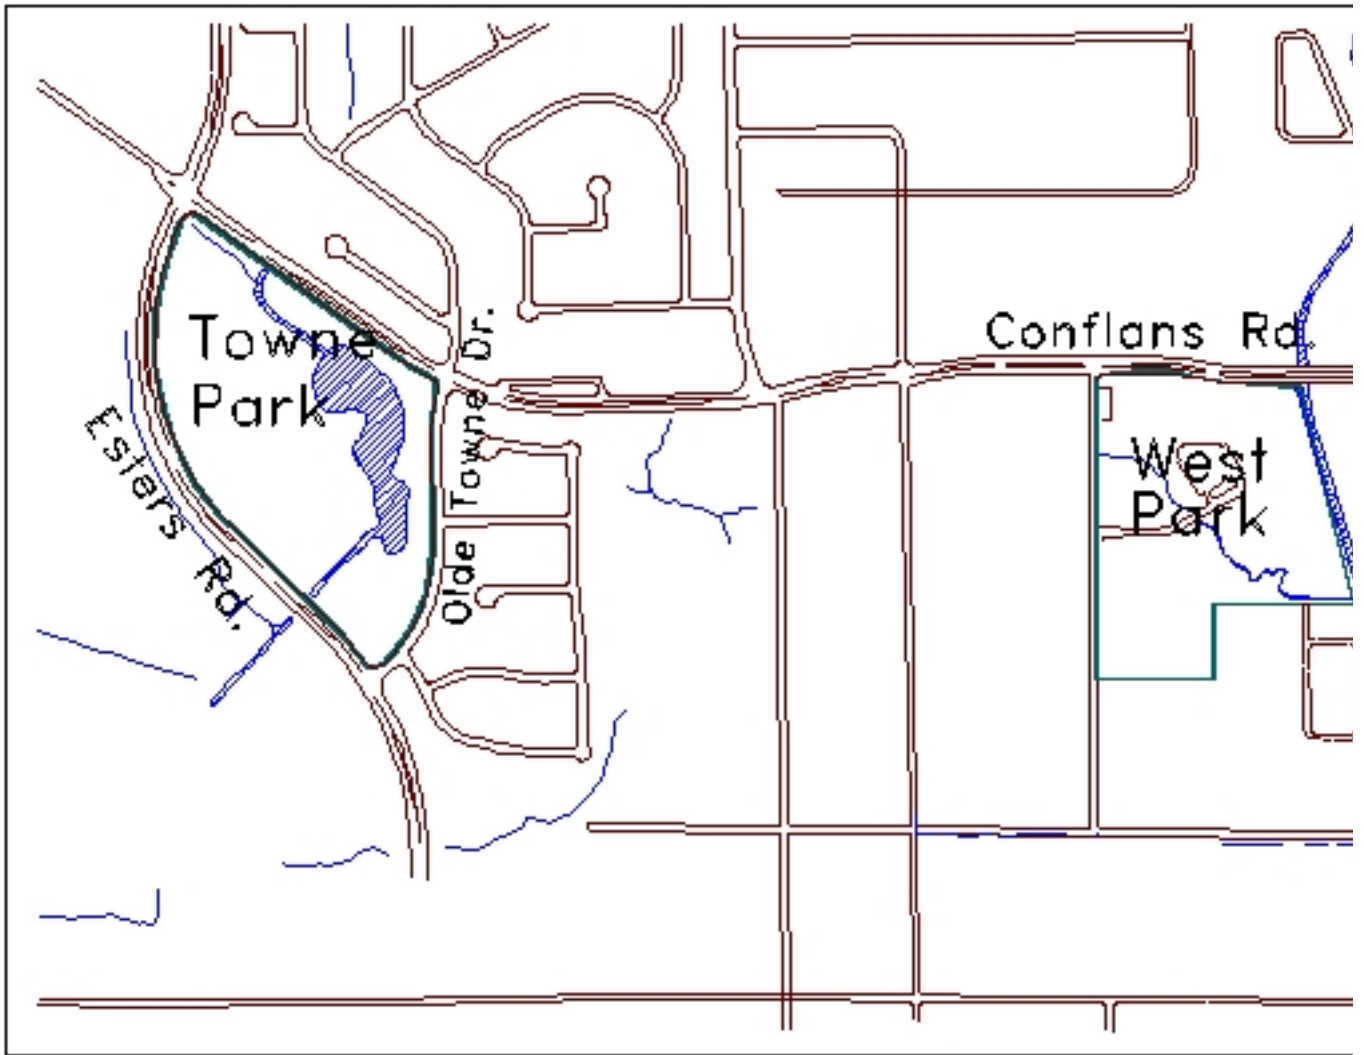 Towne
Park
Esters Rd.
Olde Towne Dr.
Conflans Rd.
West
Park